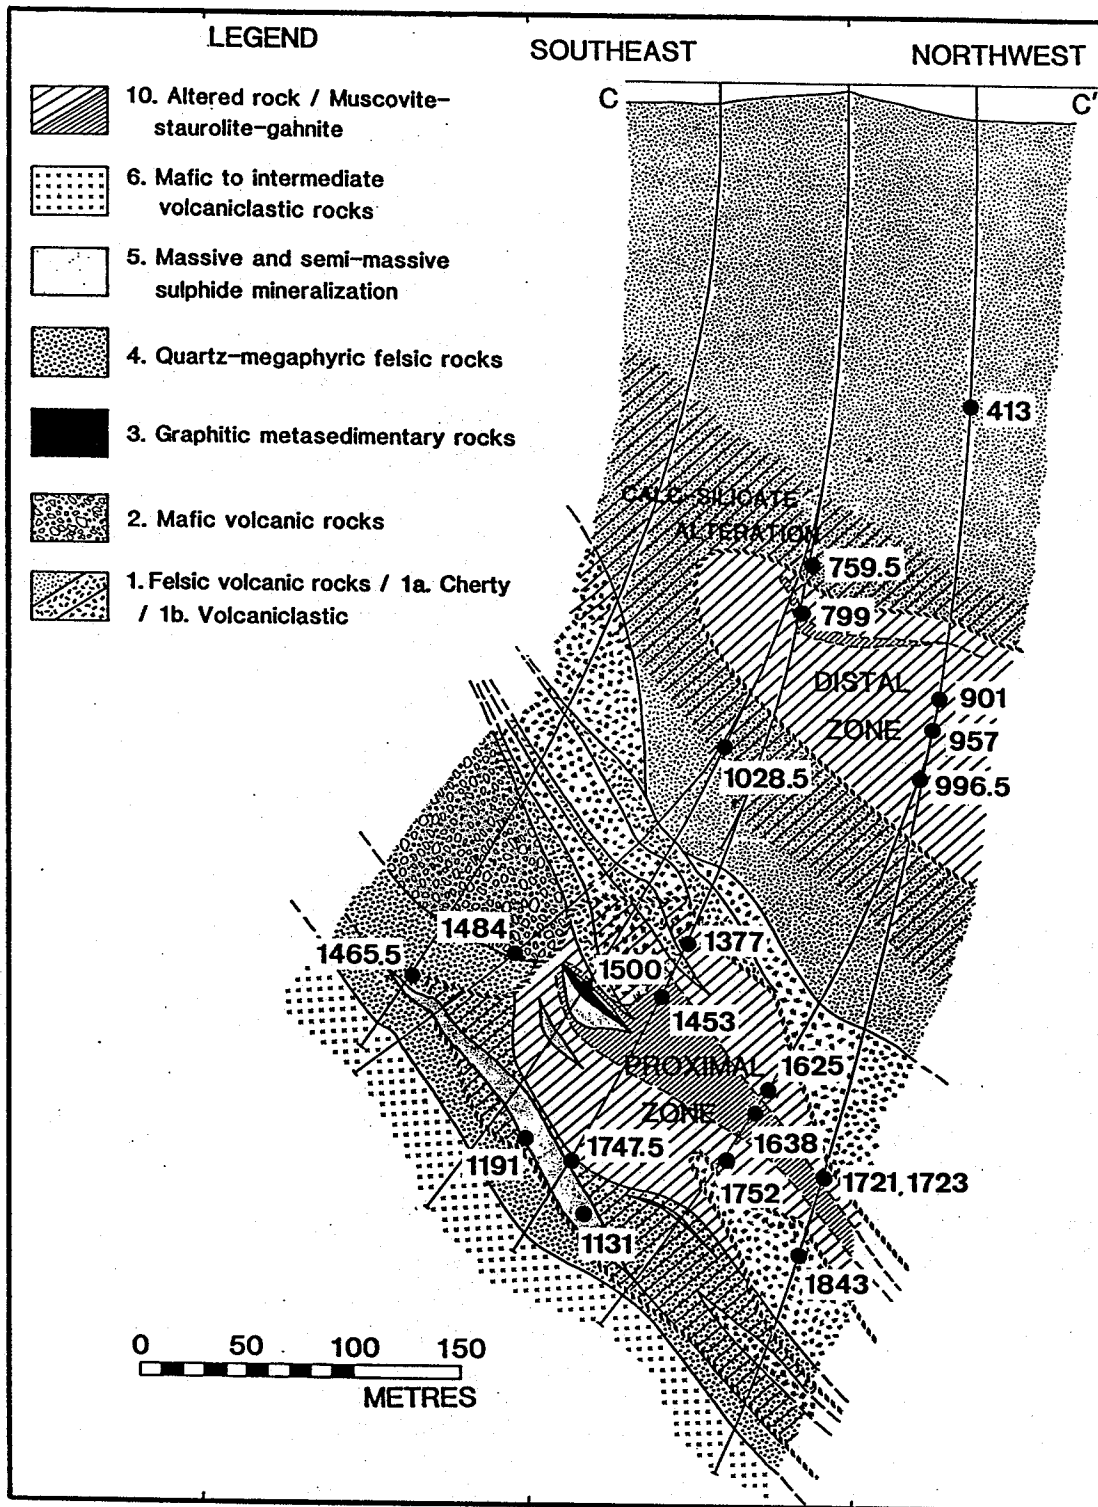 LEGEND
SOUTHEAST
NORTHWEST
C
C'
10. Altered rock / Muscovite-
staurolite-gahnite
6. Mafic to intermediate
volcaniclastic rocks
5. Massive and semi-massive
sulphide mineralization
4. Quartz-megaphyric felsic rocks
3. Graphitic metasedimentary rocks
2. Mafic volcanic rocks
1. Felsic volcanic rocks / 1a. Cherty
/ 1b. Volcaniclastic
413
CALC-SILICATE
ALTERATION
759.5
799
DISTAL
ZONE
901
957
996.5
1028.5
1484
1465.5
1377
1500
1453
PROXIMAL
ZONE
1625
1638
1191
1747.5
1752
1721,1723
1131
1843
0 50 100 150
METRES